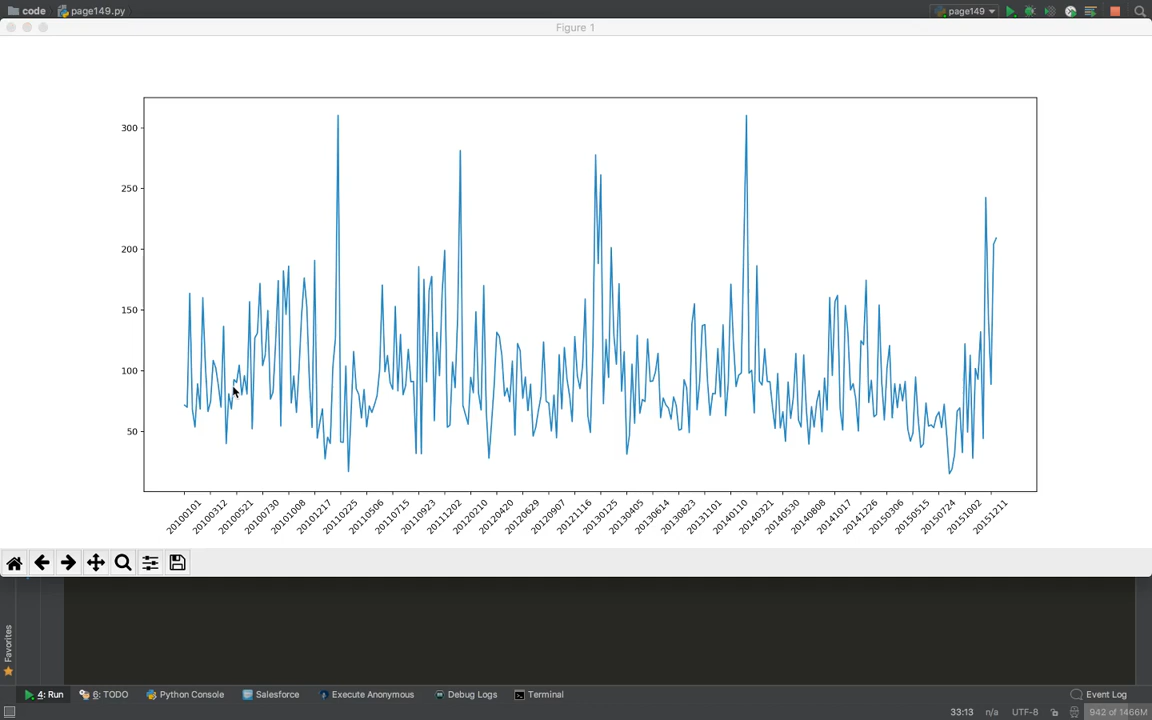 code page149.py page149
Figure 1
300
250
200
150
100
50
20100101 20100312 20100521 20100730 20101008 20101217 20110225 20110506 20110715 20110923 20111202 20120210 20120420 20120629 20120907 20121116 20130125 20130405 20130614 20130823 20131101 20140110 20140321 20140530 20140808 20141017 20141226 20150306 20150515 20150724 20151002 20151211
Favorites
4: Run 6: TODO Python Console Salesforce Execute Anonymous Debug Logs Terminal Event Log
33:13 n/a UTF-8 942 of 1466M